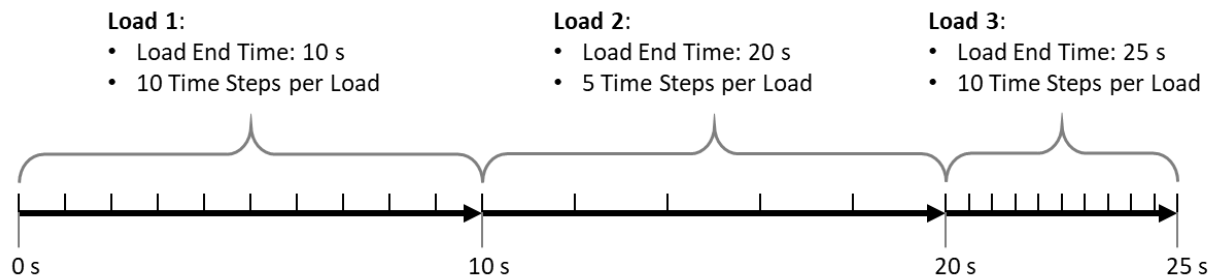 Load 1:
• Load End Time: 10 s
• 10 Time Steps per Load
Load 2:
• Load End Time: 20 s
• 5 Time Steps per Load
Load 3:
• Load End Time: 25 s
• 10 Time Steps per Load
0 s
10 s
20 s
25 s